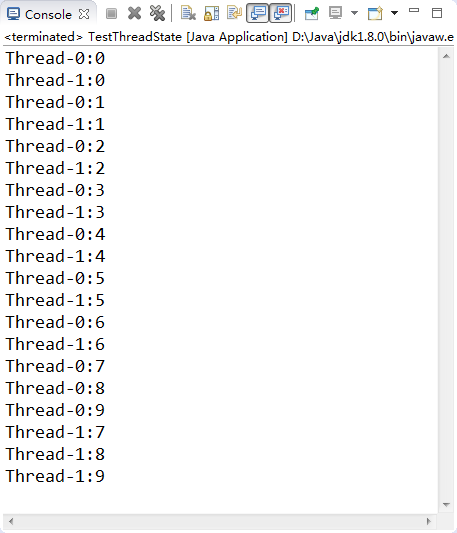 Console
<terminated> TestThreadState [Java Application] D:\Java\jdk1.8.0\bin\javaw.e
Thread-0:0
Thread-1:0
Thread-0:1
Thread-1:1
Thread-0:2
Thread-1:2
Thread-0:3
Thread-1:3
Thread-0:4
Thread-1:4
Thread-0:5
Thread-1:5
Thread-0:6
Thread-1:6
Thread-0:7
Thread-0:8
Thread-0:9
Thread-1:7
Thread-1:8
Thread-1:9